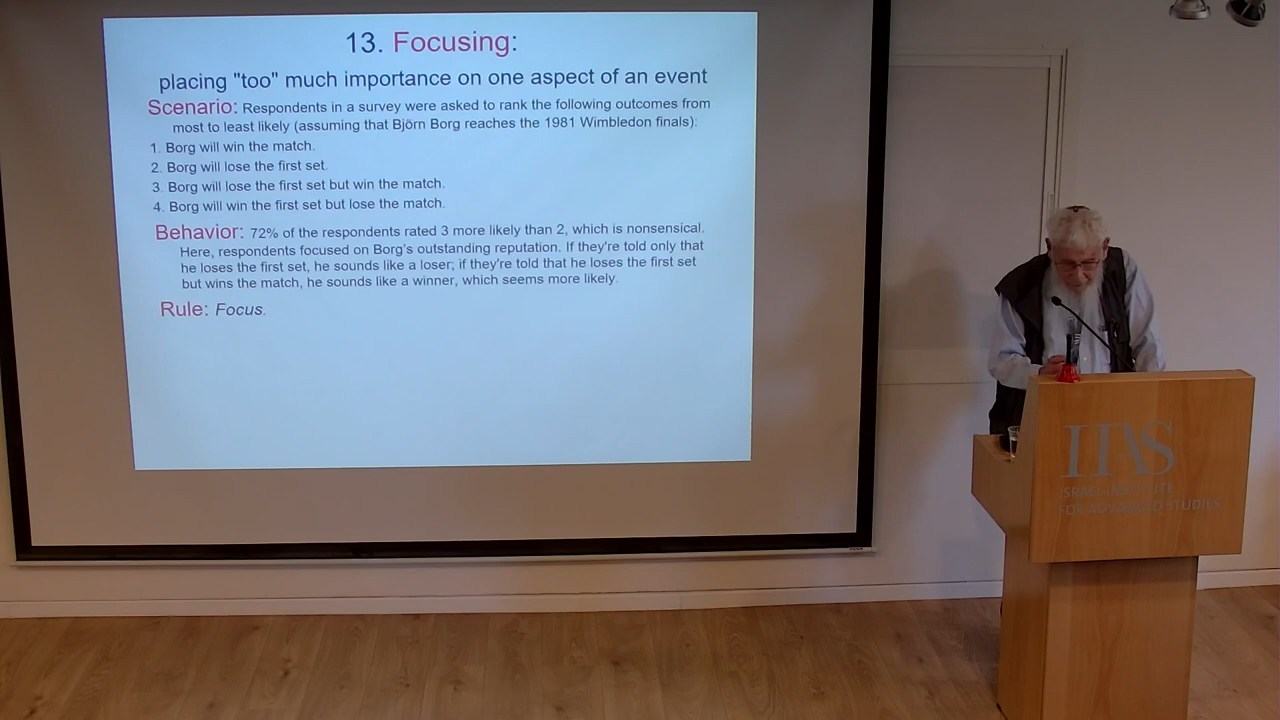 13. Focusing:
placing "too" much importance on one aspect of an event
Scenario: Respondents in a survey were asked to rank the following outcomes from
most to least likely (assuming that Björn Borg reaches the 1981 Wimbledon finals):
1. Borg will win the match.
2. Borg will lose the first set.
3. Borg will lose the first set but win the match.
4. Borg will win the first set but lose the match.
Behavior: 72% of the respondents rated 3 more likely than 2, which is nonsensical.
Here, respondents focused on Borg's outstanding reputation. If they're told only that
he loses the first set, he sounds like a loser; if they're told that he loses the first set
but wins the match, he sounds like a winner, which seems more likely.
Rule: Focus.
IIAS
ISRAEL INSTITUTE
FOR ADVANCED STUDIES